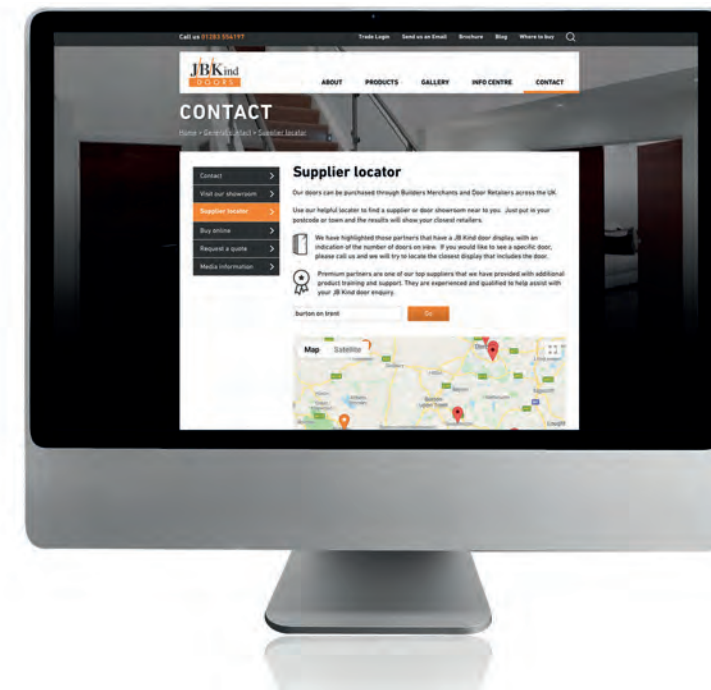 Call us 01283 554197
Trade Login Send us an Email Brochure Blog Where to buy
JBKind
DOORS
ABOUT PRODUCTS GALLERY INFO CENTRE CONTACT
CONTACT
Home > General contact > Supplier locator
Contact
Visit our showroom
Supplier locator
Buy online
Request a quote
Media information
Supplier locator
Our doors can be purchased through Builders Merchants and Door Retailers across the UK.
Use our helpful locater to find a supplier or door showroom near to you. Just put in your
postcode or town and the results will show your closest retailers.
We have highlighted those partners that have a JB Kind door display, with an
indication of the number of doors on view. If you would like to see a specific door,
please call us and we will try to locate the closest display that includes the door.
Premium partners are one of our top suppliers that we have provided with additional
product training and support. They are experienced and qualified to help assist with
your JB Kind door enquiry.
burton on trent
Go
Map Satellite